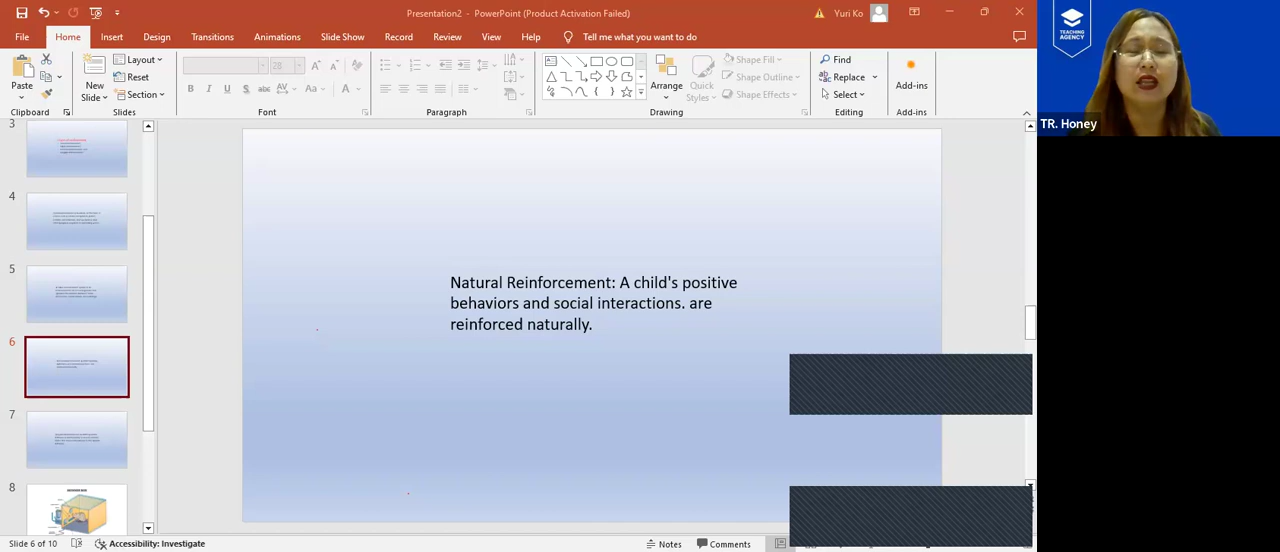 Presentation2 - PowerPoint (Product Activation Failed)
Yuri Ko
File Home Insert Design Transitions Animations Slide Show Record Review View Help Tell me what you want to do
Paste
Clipboard
New Slide
Layout
Reset
Section
Slides
28
B I U S ab AV Aa A
Font
Paragraph
Arrange
Quick Styles
Shape Fill
Shape Outline
Shape Effects
Drawing
Find
Replace
Select
Editing
Add-ins
Add-ins
TEACHING
AGENCY
TR. Honey
3
4
5
6
7
8
Natural Reinforcement: A child's positive
behaviors and social interactions. are
reinforced naturally.
Slide 6 of 10
Accessibility: Investigate
Notes
Comments